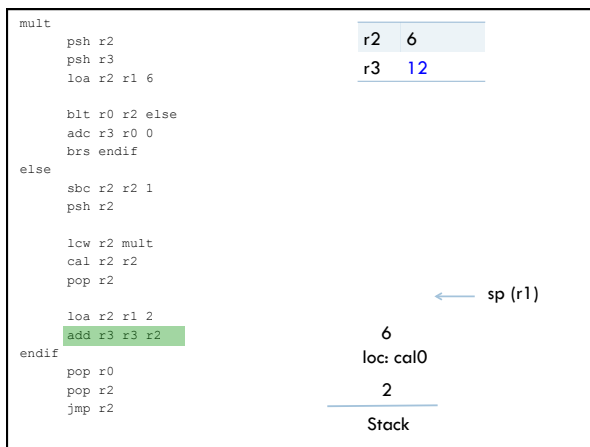 mult
psh r2
psh r3
loa r2 r1 6
blt r0 r2 else
adc r3 r0 0
brs endif
else
sbc r2 r2 1
psh r2
lcw r2 mult
cal r2 r2
pop r2
loa r2 r1 2
add r3 r3 r2
endif
pop r0
pop r2
jmp r2
r2 6
r3 12
sp (r1)
6
loc: cal0
2
Stack